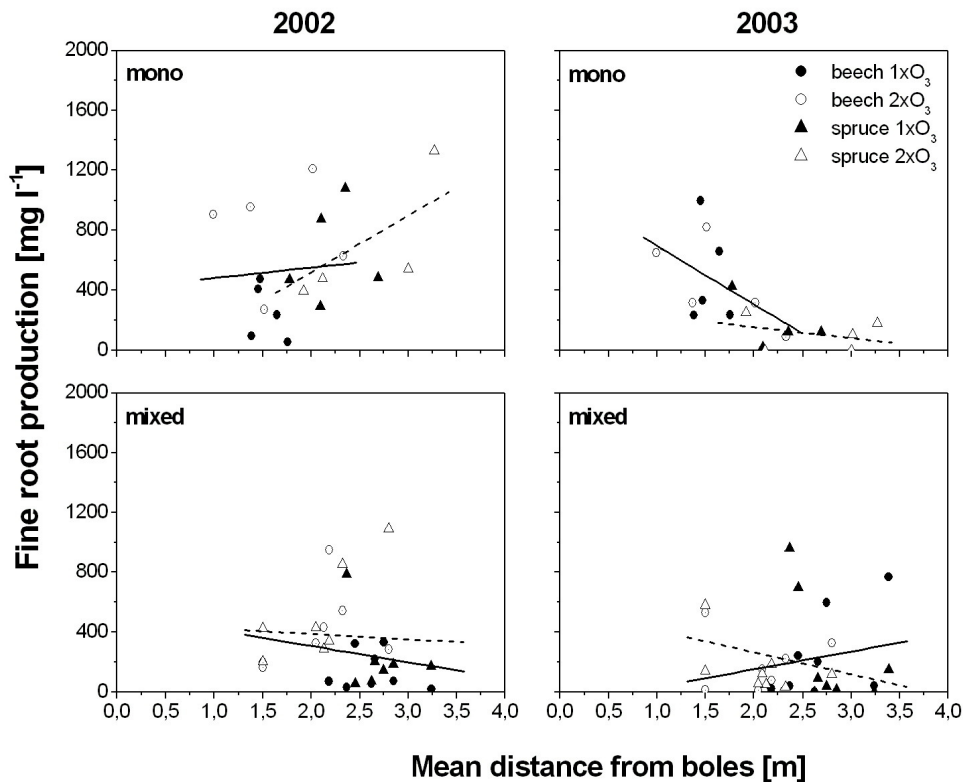 2002 2003
2000
1600
1200
800
400
0
mono
mono
beech 1xO3
beech 2xO3
spruce 1xO3
spruce 2xO3
Fine root production [mg l-1]
2000
1600
1200
800
400
0
mixed
mixed
0,0 0,5 1,0 1,5 2,0 2,5 3,0 3,5 4,0
0,0 0,5 1,0 1,5 2,0 2,5 3,0 3,5 4,0
Mean distance from boles [m]